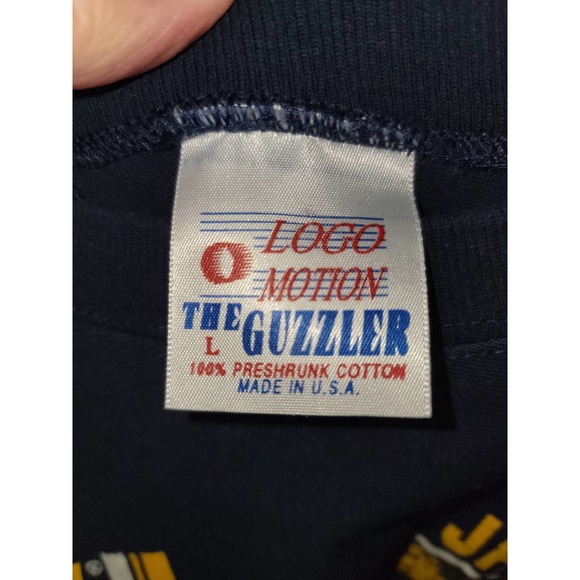 LOGO
MOTION
THE GUZZLER
L
100% PRESHRUNK COTTON
MADE IN U.S.A.
®